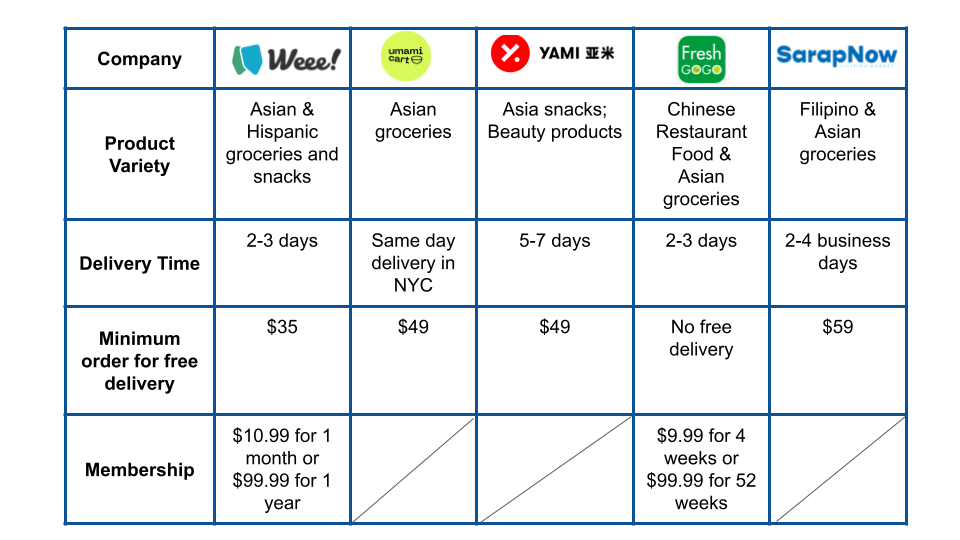 Company
Weee!
umami
cart
YAMI 亚米
Fresh
GOGO
SarapNow
Product
Variety
Asian &
Hispanic
groceries and
snacks
Asian
groceries
Asia snacks;
Beauty products
Chinese
Restaurant
Food &
Asian
groceries
Filipino &
Asian
groceries
Delivery Time
2-3 days
Same day
delivery in
NYC
5-7 days
2-3 days
2-4 business
days
Minimum
order for free
delivery
$35
$49
$49
No free
delivery
$59
Membership
$10.99 for 1
month or
$99.99 for 1
year
$9.99 for 4
weeks or
$99.99 for 52
weeks